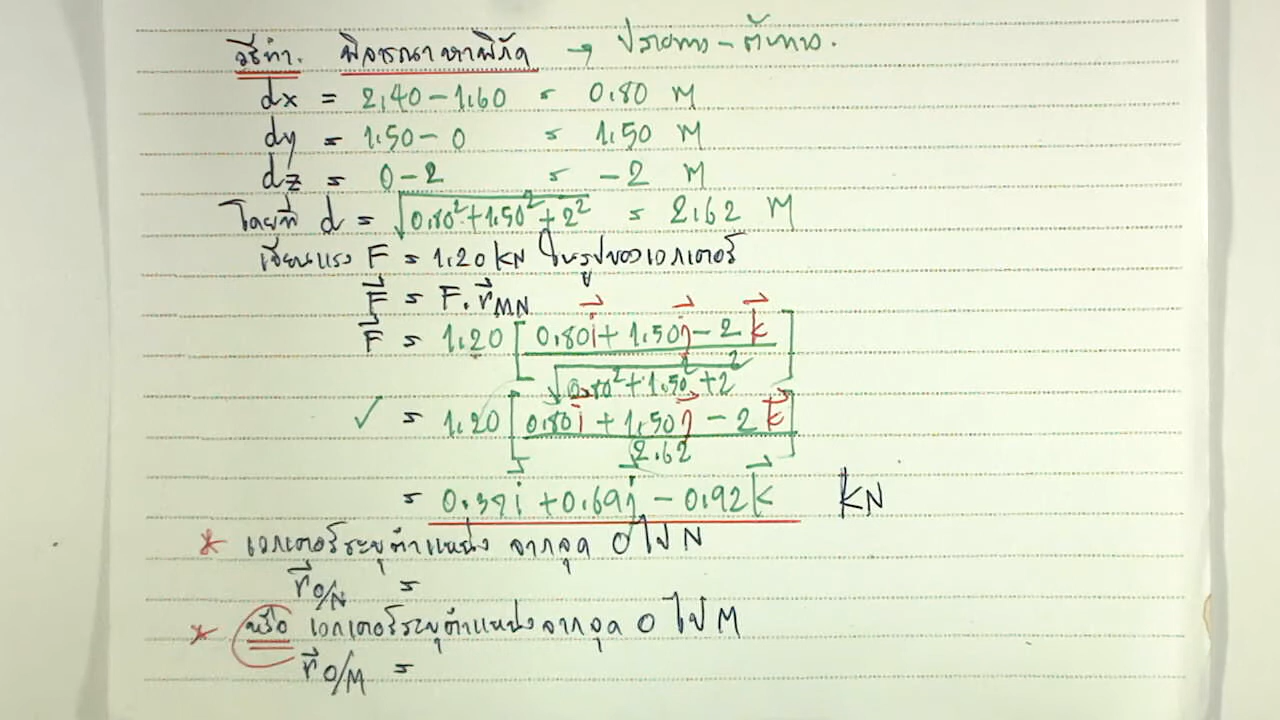 วิธีทำ. พิจารณาหาพิกัด → ปลายทาง - ต้นทาง.
dx = 2.40 - 1.60 = 0.80 M
dy = 1.50 - 0 = 1.50 M
dz = 0 - 2 = -2 M
โดยที่ d = √0.80² + 1.50² + 2² = 2.62 M
เขียนแรง F = 1.20 kN ในรูปของเวกเตอร์
F⃗ = F. r⃗MN
F⃗ = 1.20 [ 0.80i⃗ + 1.50j⃗ - 2k⃗ ]
√0.80² + 1.50² + 2²
✓ = 1.20 [ 0.80i⃗ + 1.50j⃗ - 2k⃗ ]
2.62
= 0.37i⃗ + 0.69j⃗ - 0.92k⃗ kN
* เวกเตอร์ระบุตำแหน่ง จากจุด O ไป N
r⃗O/N =
* หรือ เวกเตอร์ระบุตำแหน่งจากจุด O ไป M
r⃗O/M =